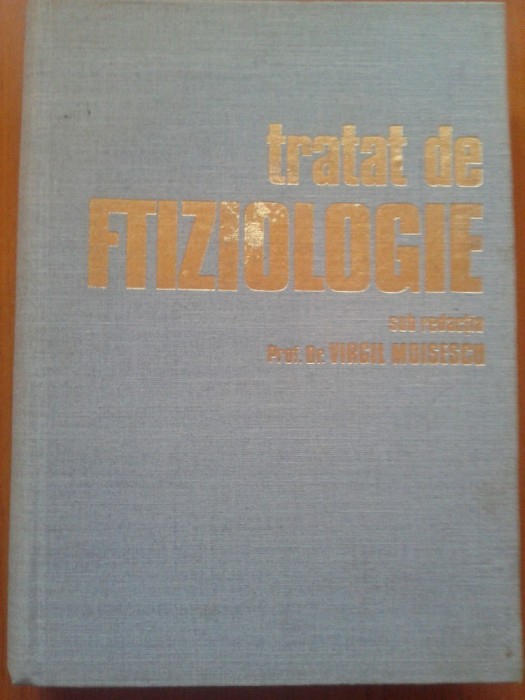 tratat de
FTIZIOLOGIE
sub redacția
Prof. Dr. VIRGIL MOISESCU